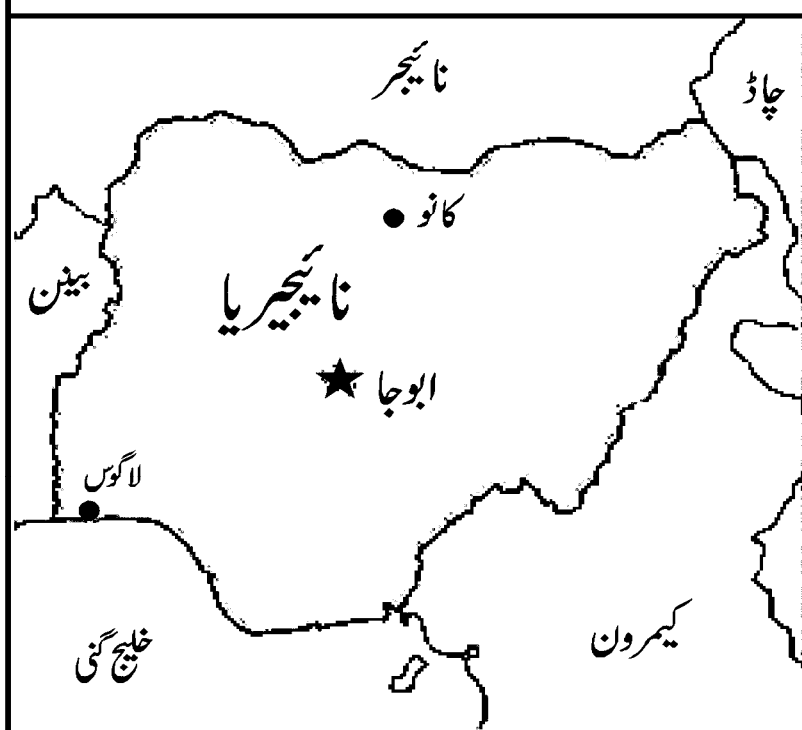 نائیجر
چاڈ
کانو
بینن
نائیجیریا
ابوجا
لاگوس
کیمرون
خلیج گنی